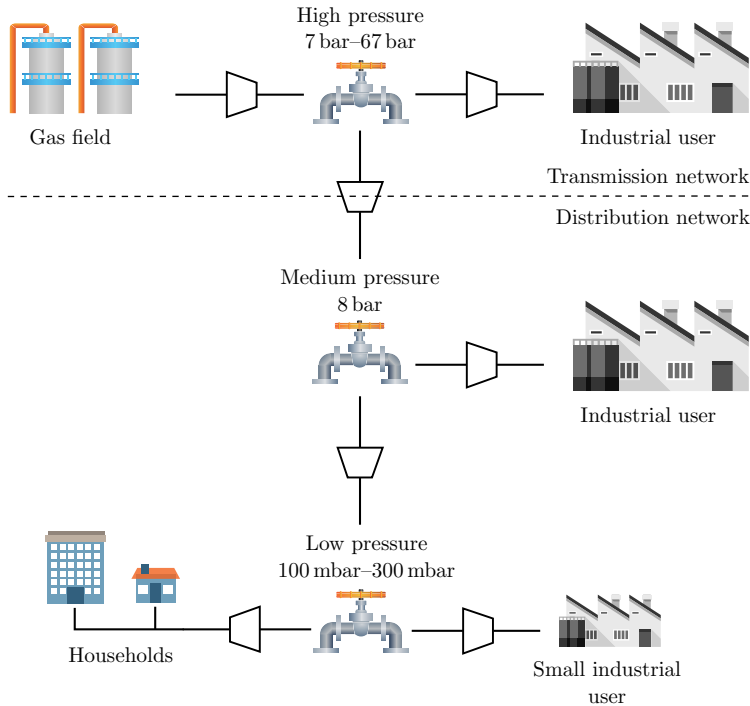 High pressure
7 bar–67 bar
Gas field
Industrial user
Transmission network
Distribution network
Medium pressure
8 bar
Industrial user
Low pressure
100 mbar–300 mbar
Households
Small industrial
user